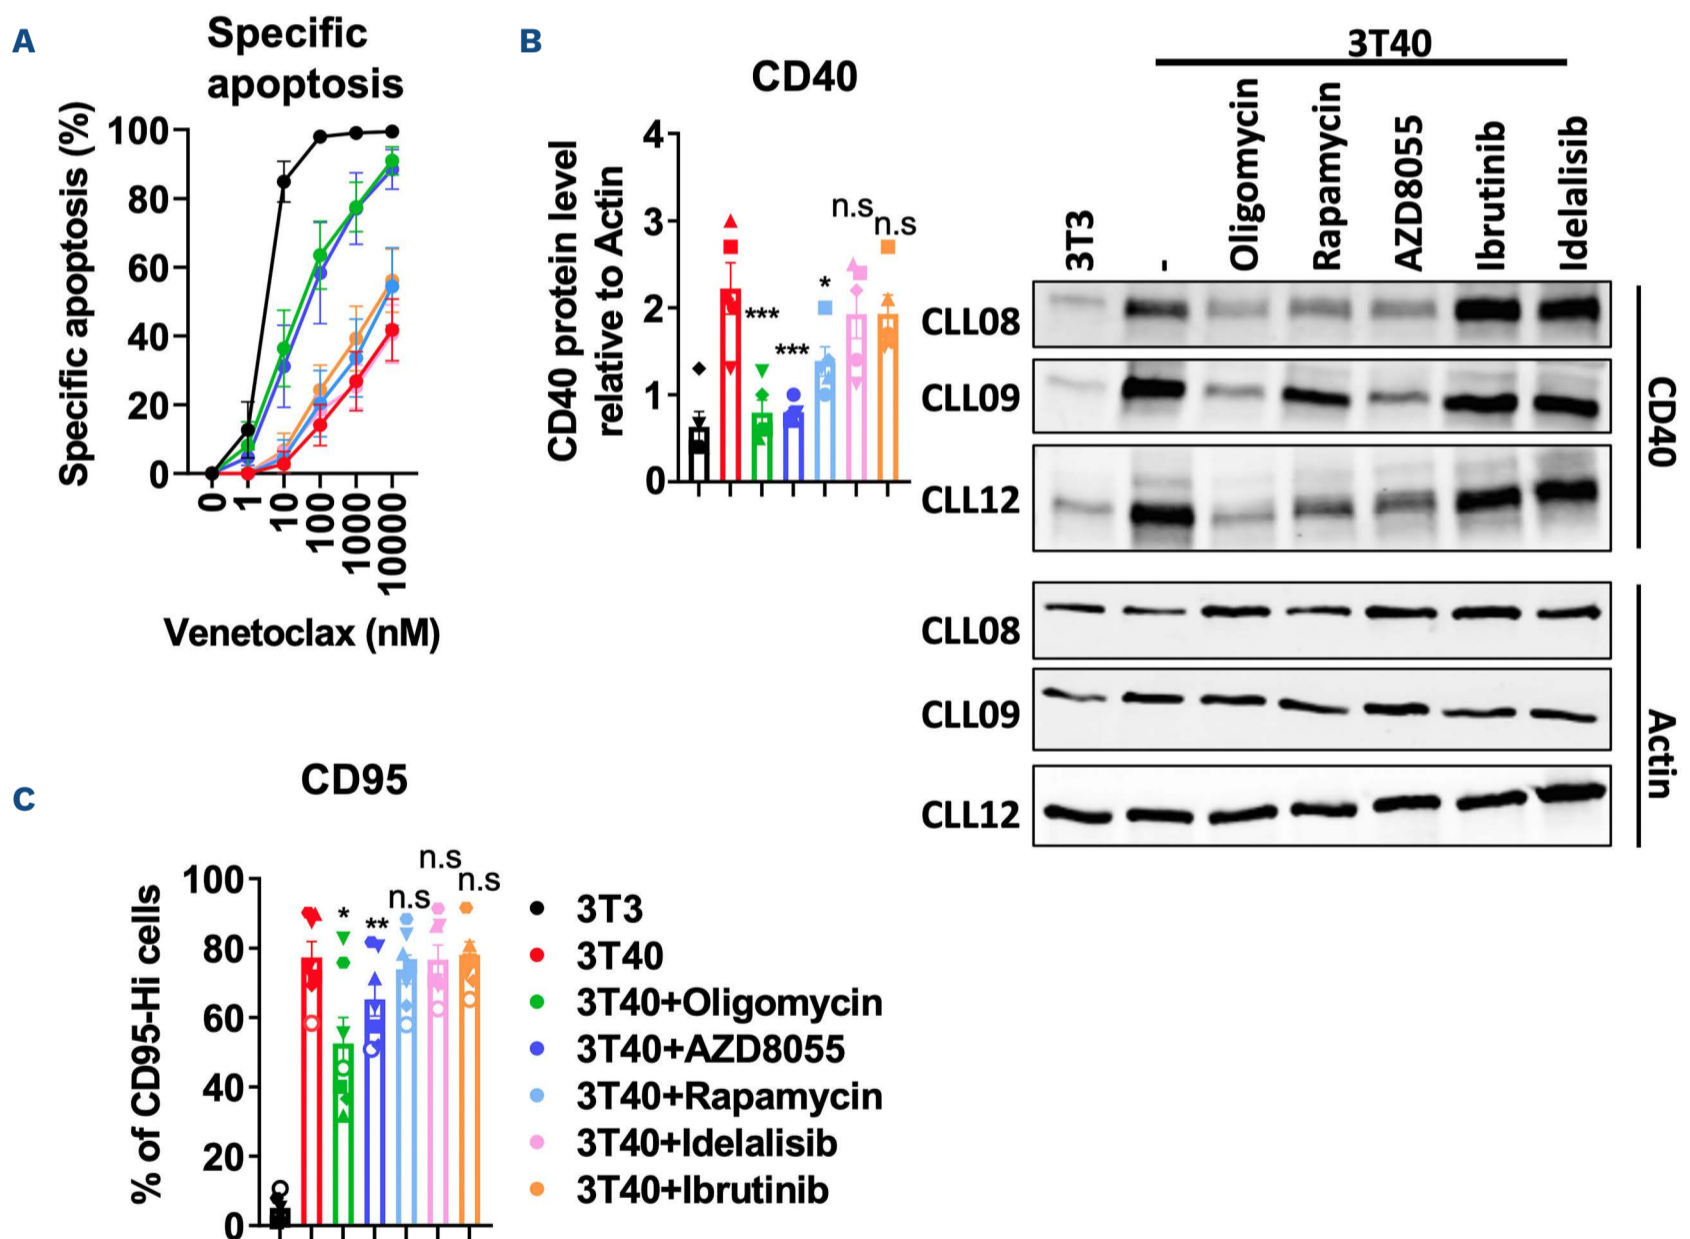 A
Specific
apoptosis
Specific apoptosis (%)
100
80
60
40
20
0
0
1
10
100
1000
10000
Venetoclax (nM)
B
CD40
CD40 protein level
relative to Actin
4
3
2
1
0
***
***
*
n.s
n.s
3T40
3T3
-
Oligomycin
Rapamycin
AZD8055
Ibrutinib
Idelalisib
CLL08
CLL09
CLL12
CD40
CLL08
CLL09
CLL12
Actin
C
CD95
% of CD95-Hi cells
100
80
60
40
20
0
*
**
n.s
n.s
n.s
3T3
3T40
3T40+Oligomycin
3T40+AZD8055
3T40+Rapamycin
3T40+Idelalisib
3T40+Ibrutinib